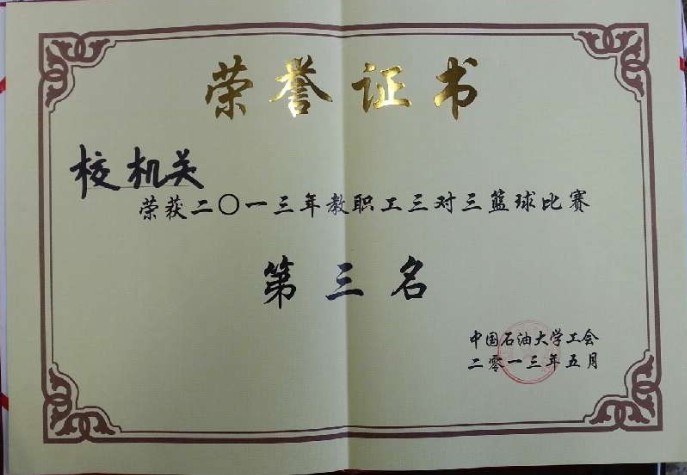 荣誉证书
校机关
荣获二〇一三年教职工三对三篮球比赛
第三名
中国石油大学工会
二零一三年五月